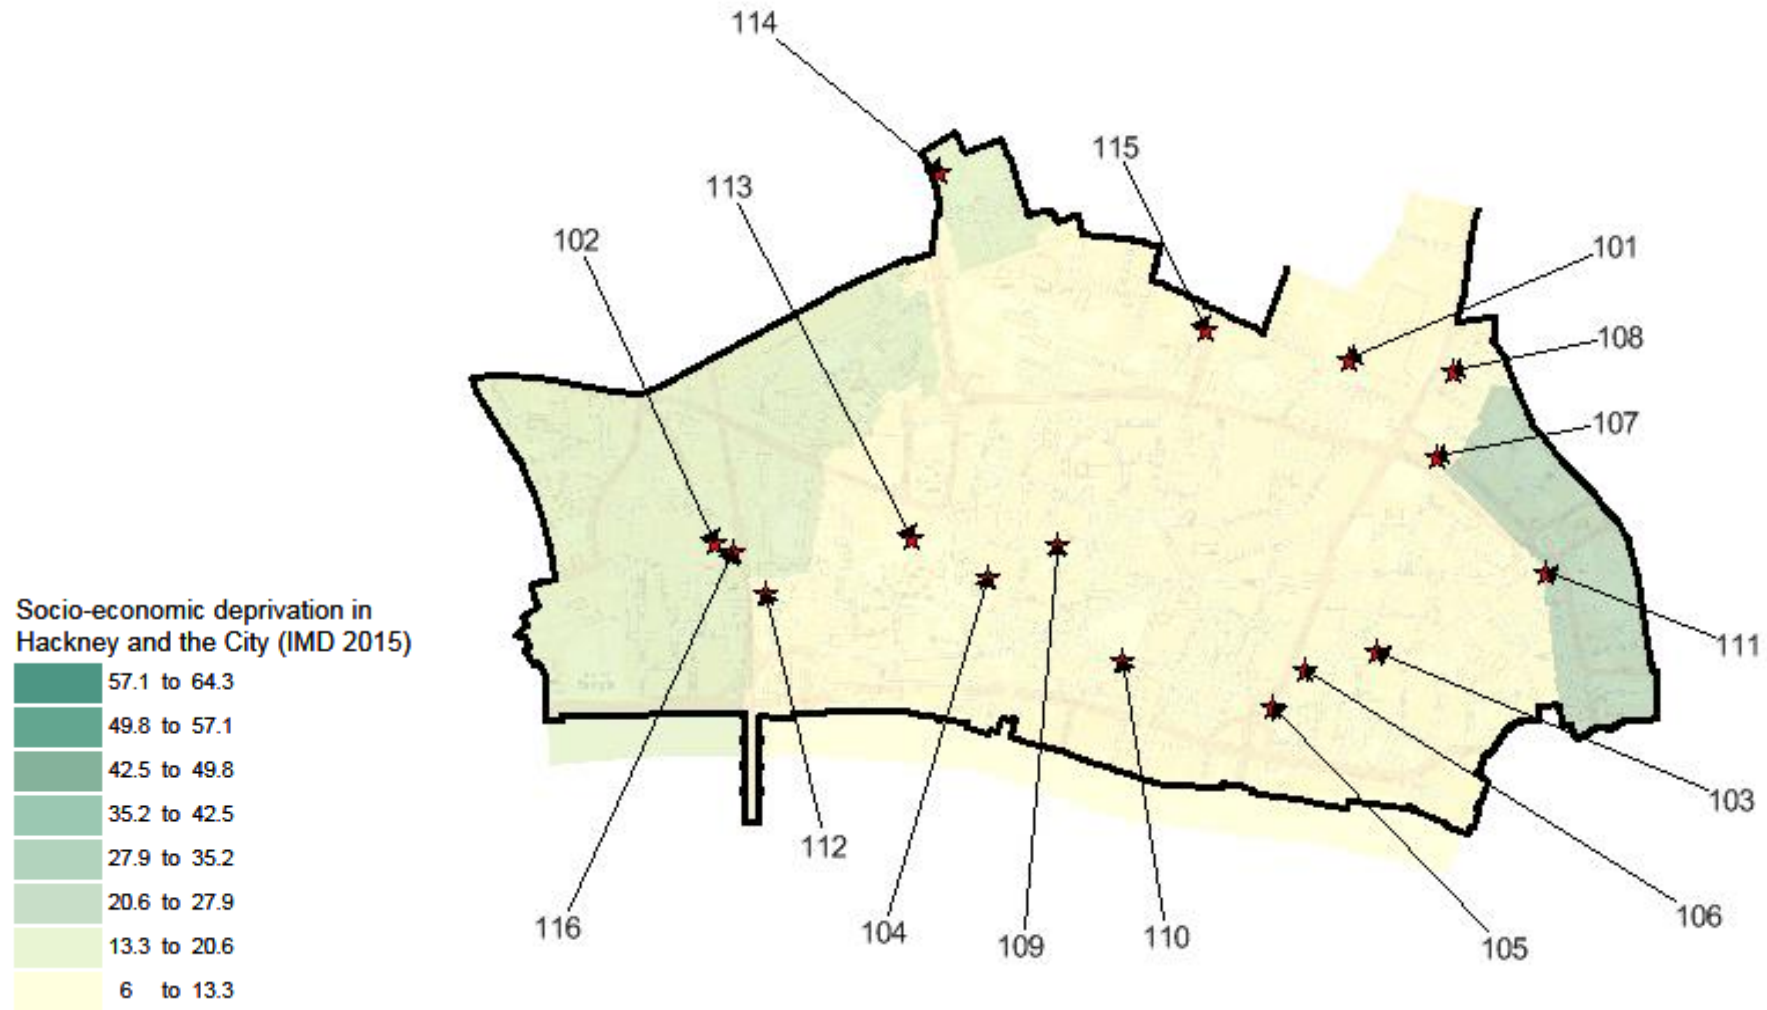 114
115
113
102
101
108
107
Socio-economic deprivation in
Hackney and the City (IMD 2015)
111
57.1 to 64.3
49.8 to 57.1
42.5 to 49.8
103
35.2 to 42.5
112
27.9 to 35.2
20.6 to 27.9
106
116
104
109
110
105
13.3 to 20.6
6 to 13.3